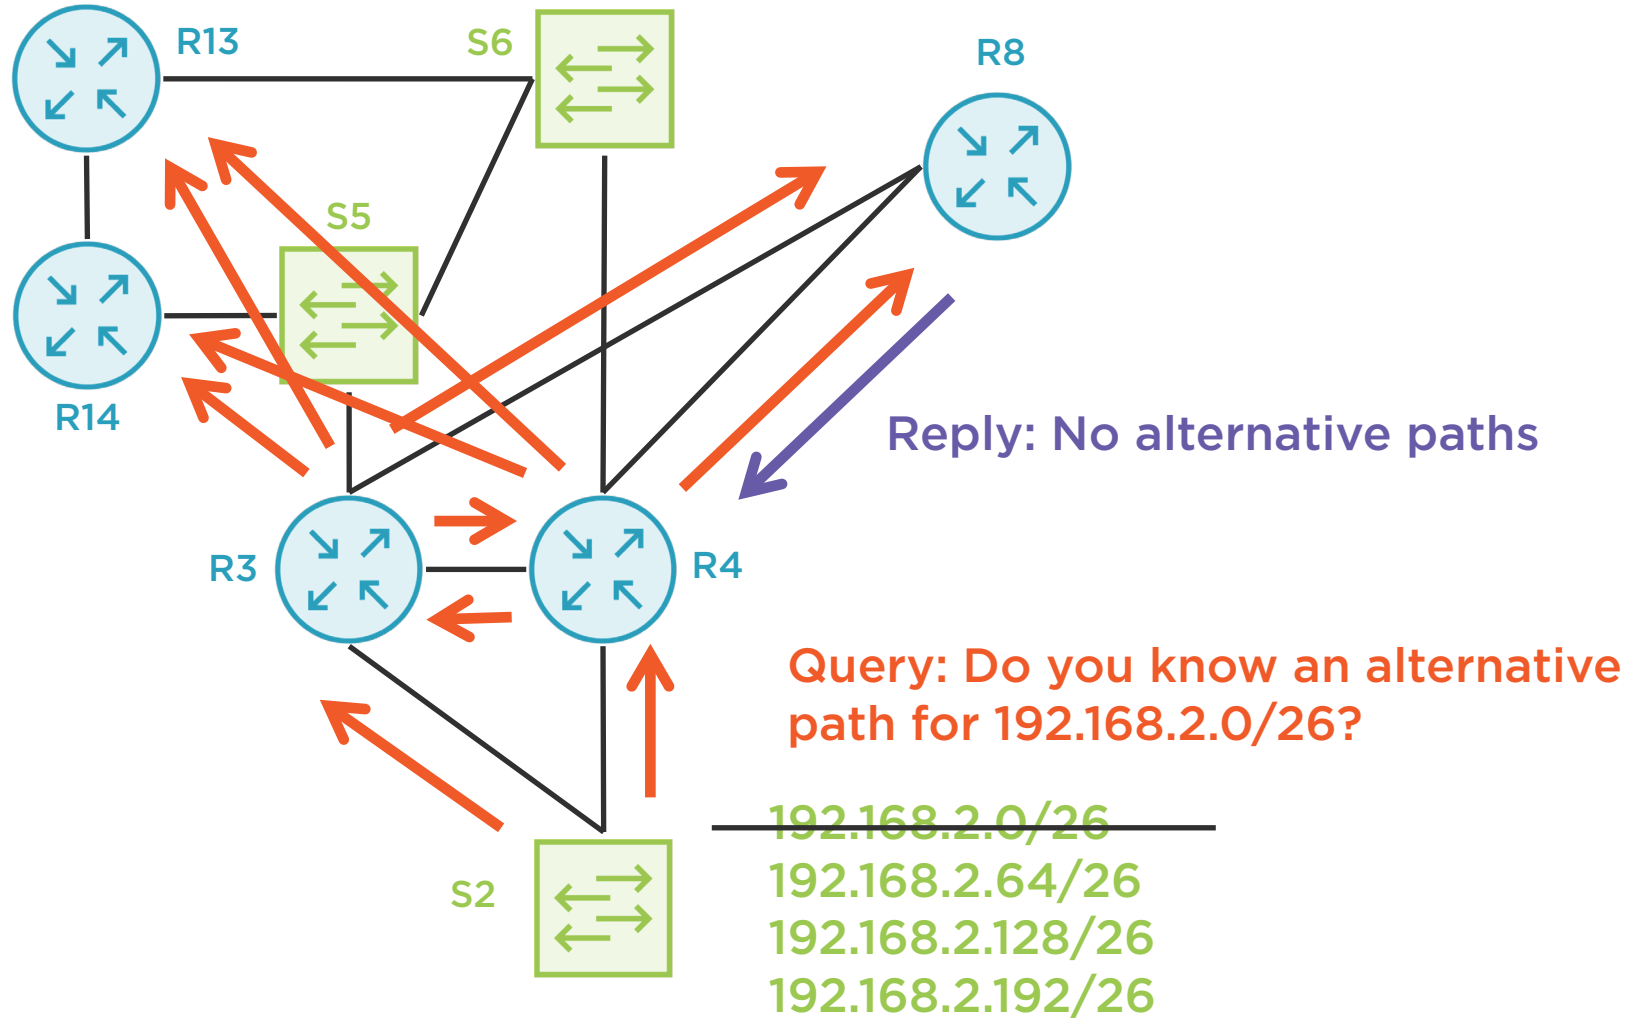 R13
S6
R8
S5
R14
Reply: No alternative paths
R3
R4
Query: Do you know an alternative
path for 192.168.2.0/26?
192.168.2.0/26
S2
192.168.2.64/26
192.168.2.128/26
192.168.2.192/26